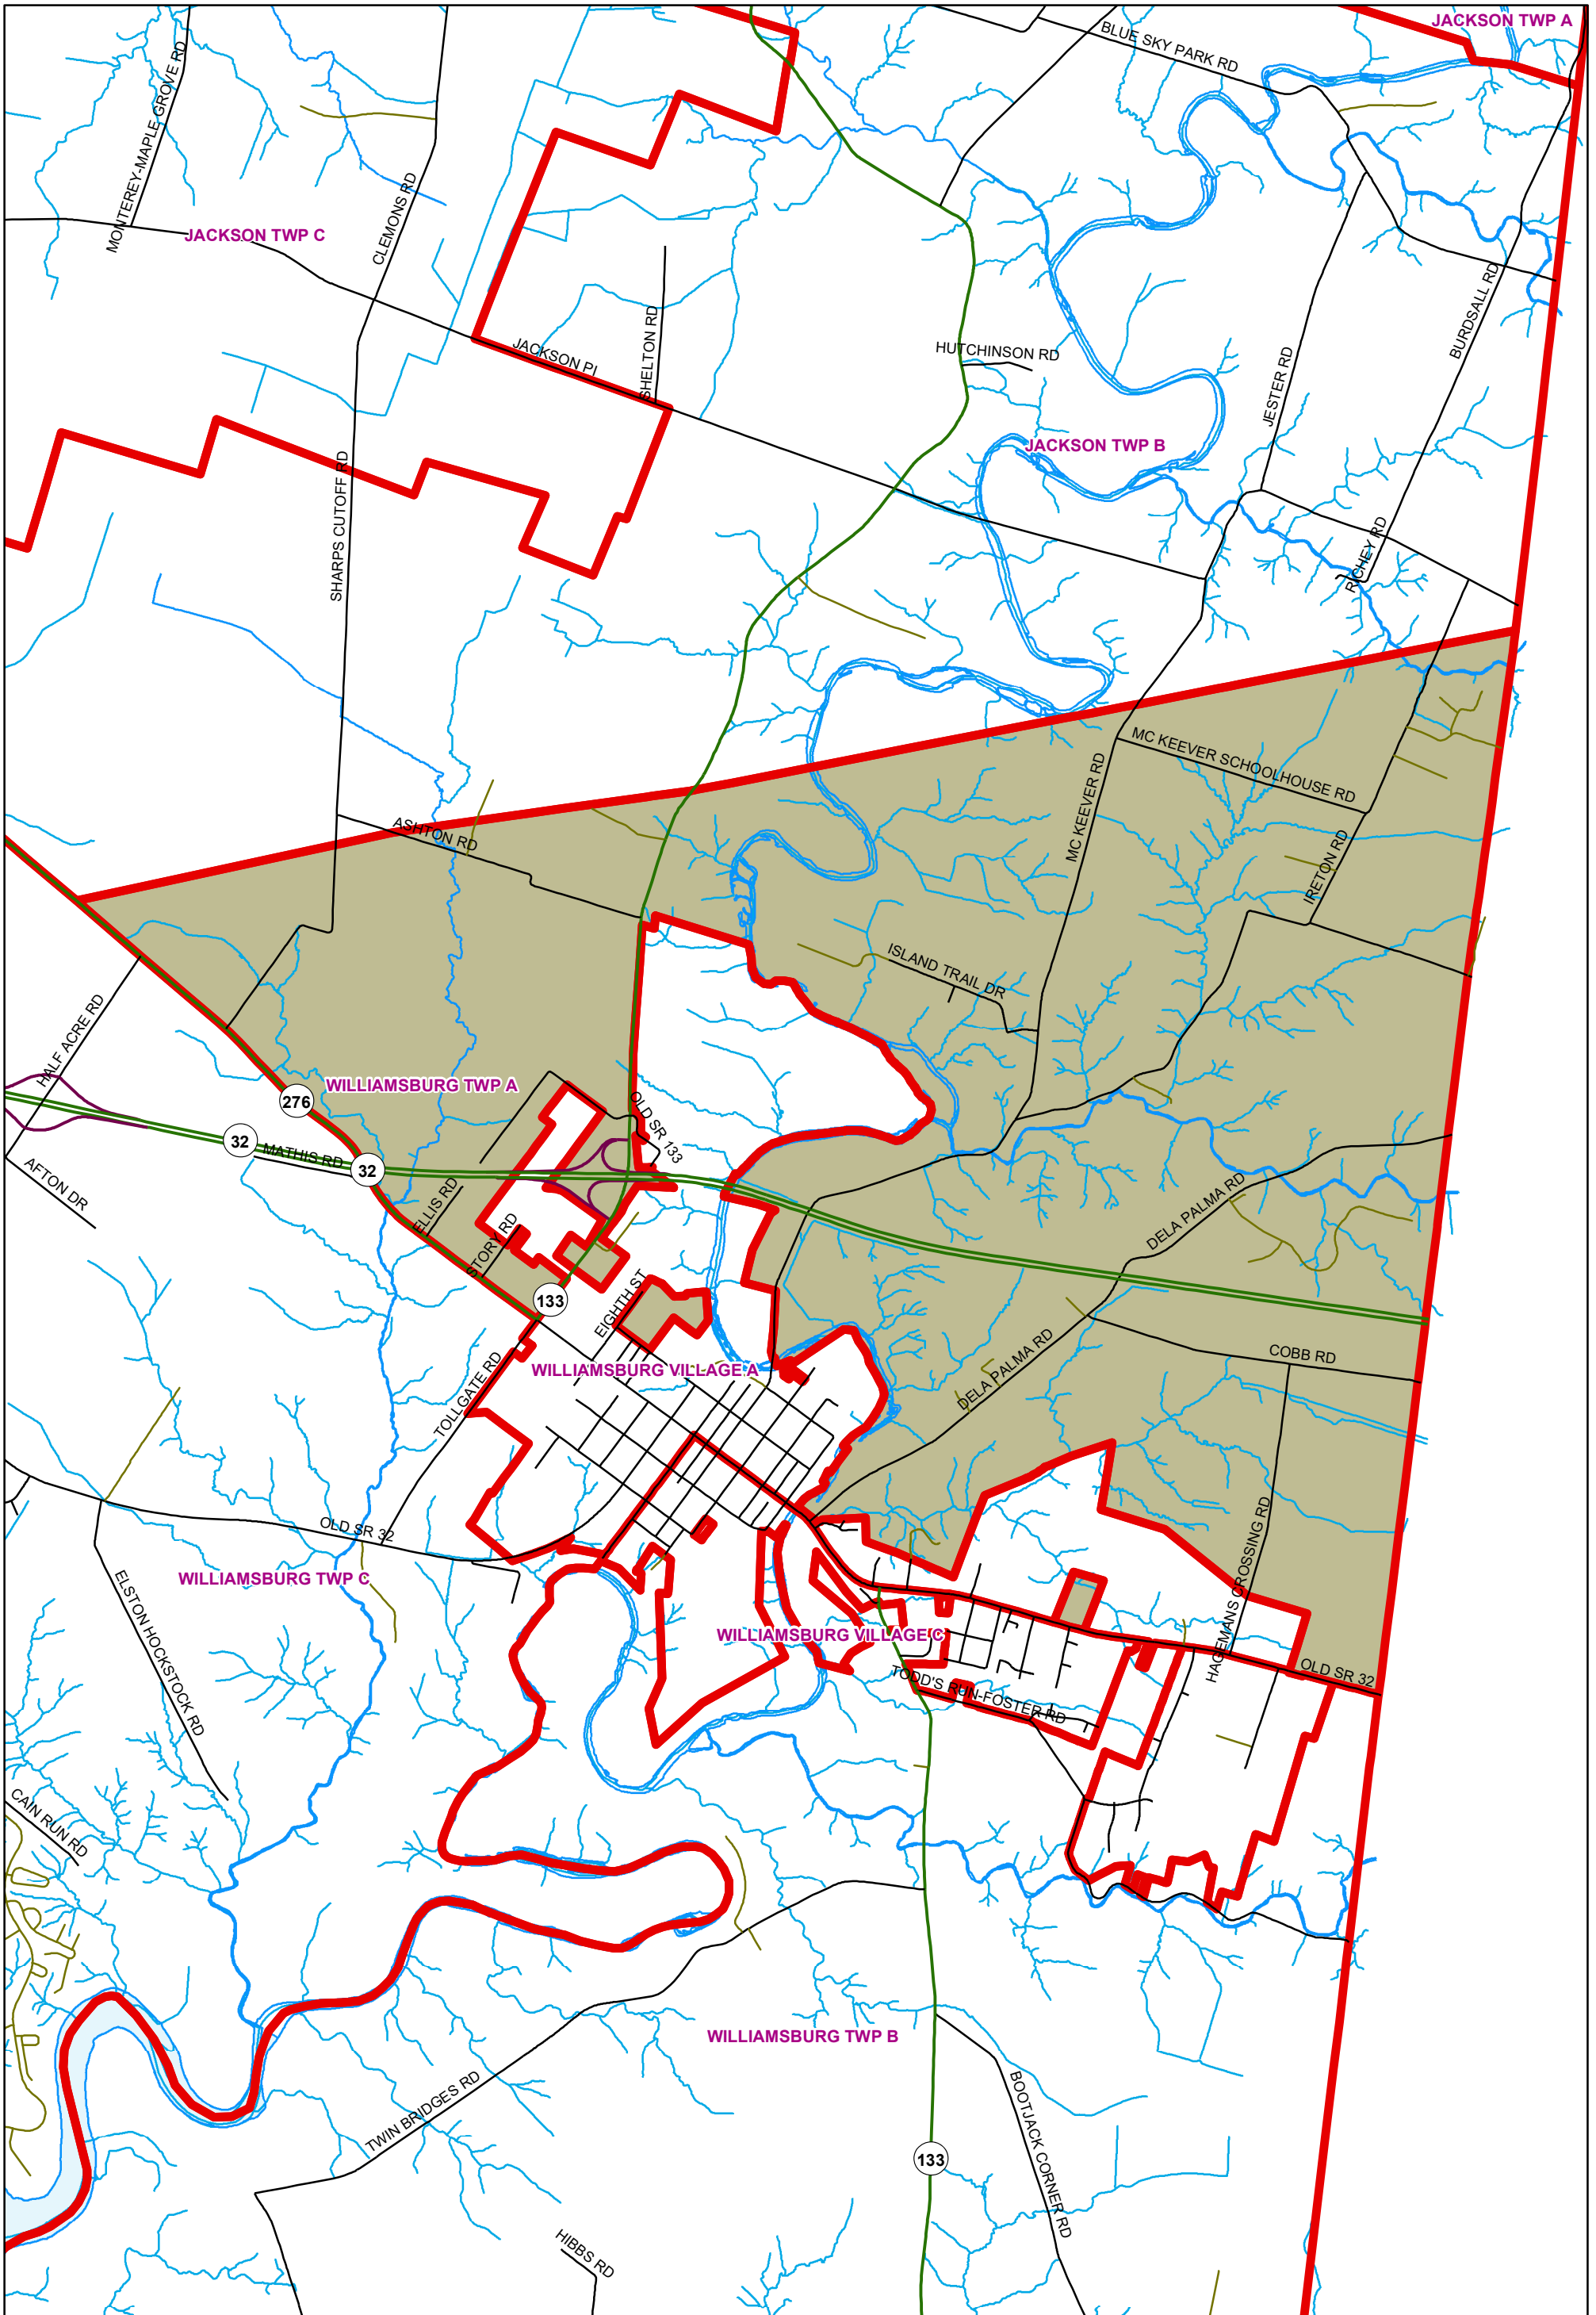 JACKSON TWP A
BLUE SKY PARK RD
MONTEREY-MAPLE GROVE RD
CLEMONS RD
JACKSON TWP C
BURDSALL RD
SHELTON RD
JACKSON PI
HUTCHINSON RD
JESTER RD
JACKSON TWP B
SHARPS CUTOFF RD
RICHEY RD
MC KEEVER SCHOOLHOUSE RD
MC KEEVER RD
ASHTON RD
IRETON RD
ISLAND TRAIL DR
HALF ACRE RD
WILLIAMSBURG TWP A
276
OLD SR 133
32
MATHIS RD
32
AFTON DR
ELLIS RD
STORY RD
DELA PALMA RD
133
EIGHTH ST
COBB RD
WILLIAMSBURG VILLAGE A
DELA PALMA RD
TOLLGATE RD
OLD SR 32
HAGEMANS CROSSING RD
WILLIAMSBURG TWP C
ELSTON HOCKSTOCK RD
WILLIAMSBURG VILLAGE C
OLD SR 32
TODD'S RUN-FOSTER RD
CAIN RUN RD
WILLIAMSBURG TWP B
TWIN BRIDGES RD
BOOTJACK CORNER RD
133
HIBBS RD